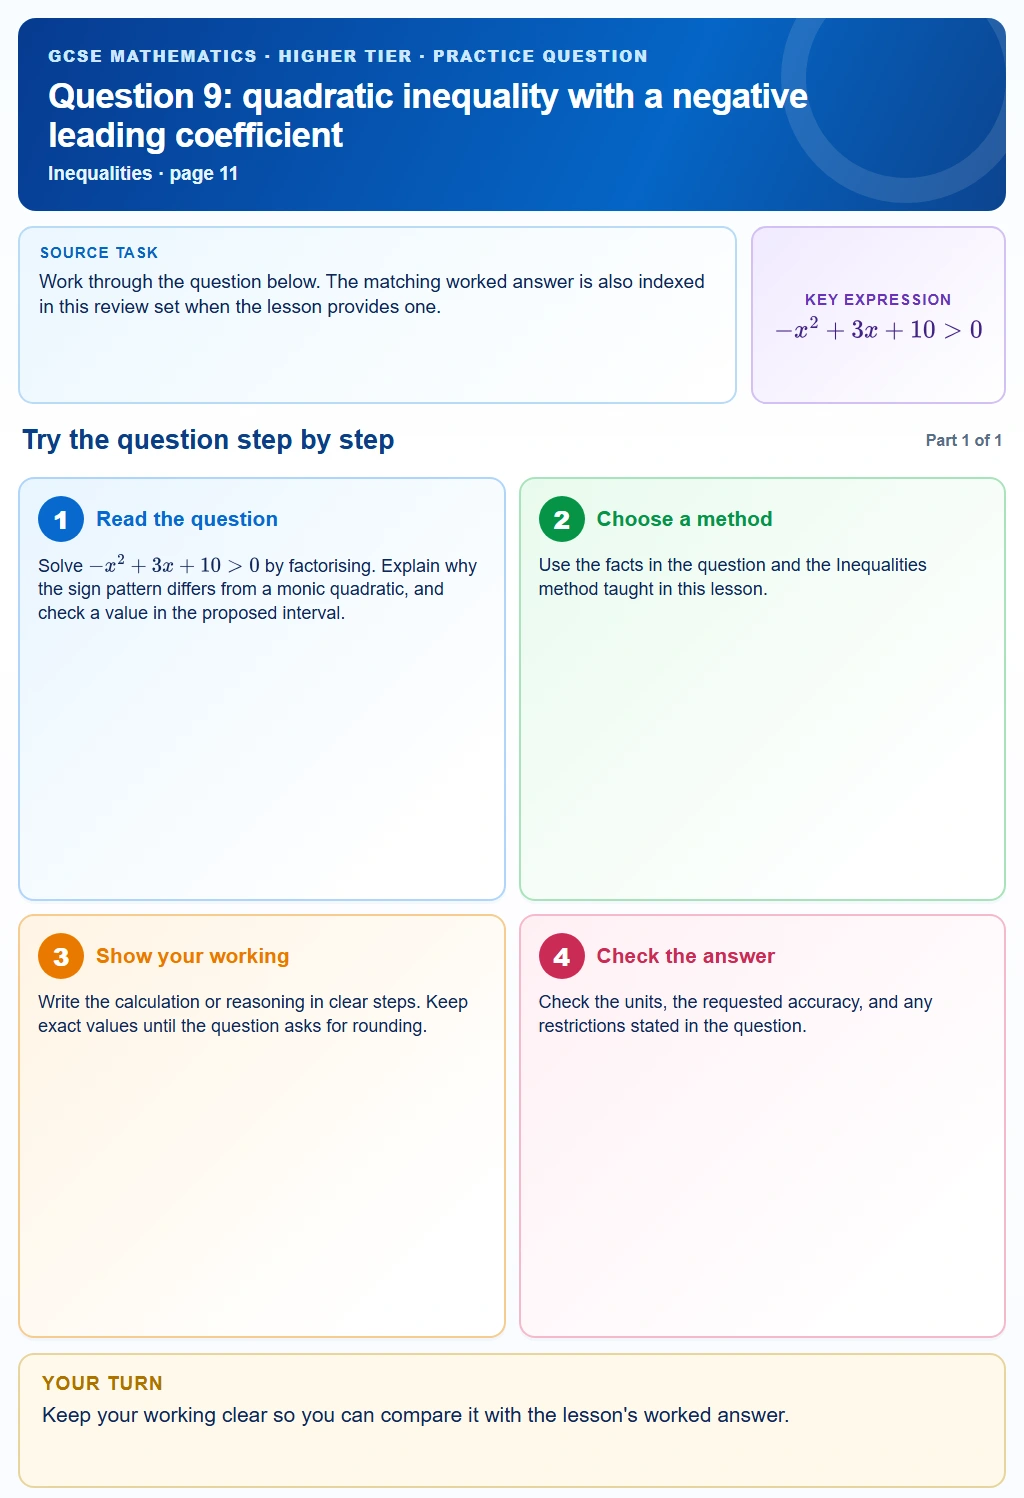 GCSE MATHEMATICS · HIGHER TIER · PRACTICE QUESTION
Question 9: quadratic inequality with a negative
leading coefficient
Inequalities · page 11
SOURCE TASK
Work through the question below. The matching worked answer is also indexed
in this review set when the lesson provides one.
KEY EXPRESSION
−x² + 3x + 10 > 0
Try the question step by step
Part 1 of 1
1 Read the question
Solve −x² + 3x + 10 > 0 by factorising. Explain why
the sign pattern differs from a monic quadratic, and
check a value in the proposed interval.
2 Choose a method
Use the facts in the question and the Inequalities
method taught in this lesson.
3 Show your working
Write the calculation or reasoning in clear steps. Keep
exact values until the question asks for rounding.
4 Check the answer
Check the units, the requested accuracy, and any
restrictions stated in the question.
YOUR TURN
Keep your working clear so you can compare it with the lesson's worked answer.